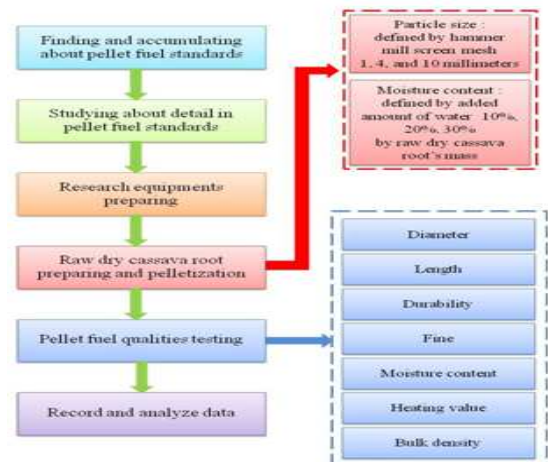 Finding and accumulating
about pellet fuel standards
Studying about detail in
pellet fuel standards
Research equipments
preparing
Raw dry cassava root
preparing and pelletization
Pellet fuel qualities testing
Record and analyze data
Particle size :
defined by hammer
mill screen mesh
1, 4, and 10 millimeters
Moisture content :
defined by added
amount of water 10%,
20%, 30%
by raw dry cassava
root's mass
Diameter
Length
Durability
Fine
Moisture content
Heating value
Bulk density